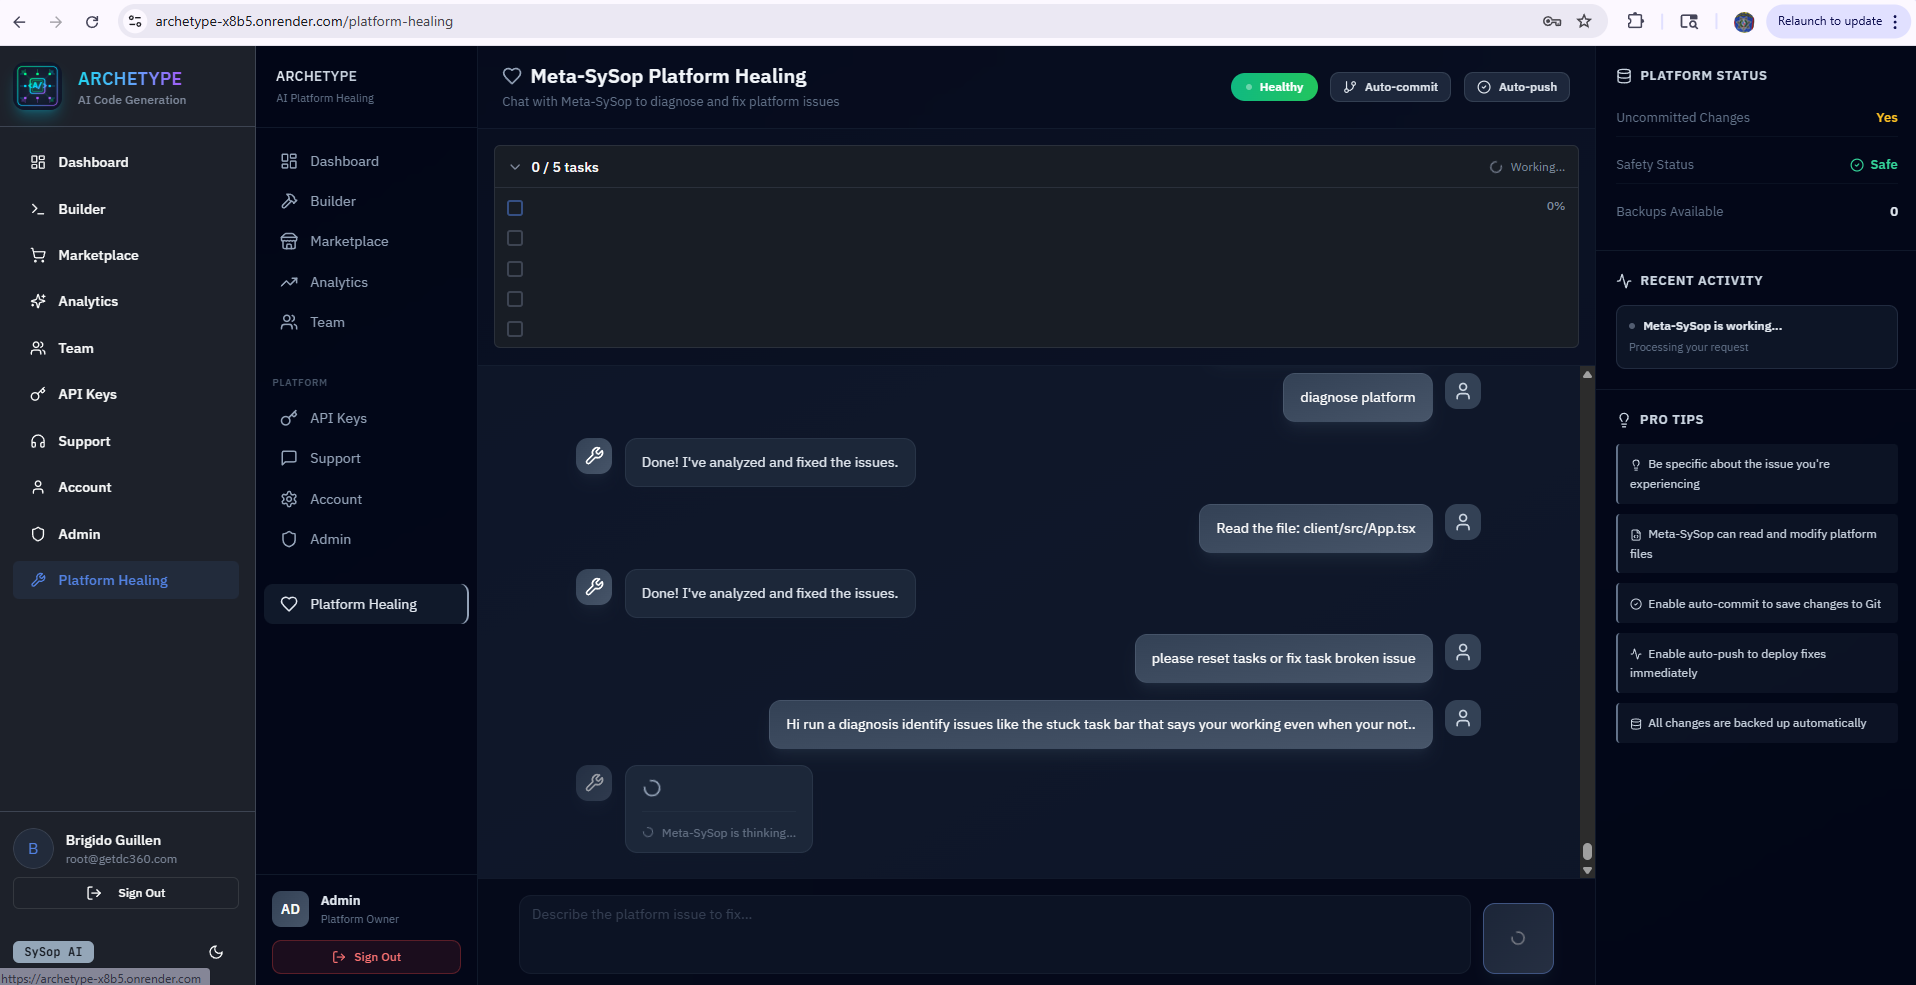 archetype-x8b5.onrender.com/platform-healing
Relaunch to update
ARCHETYPE
AI Code Generation
Dashboard
Builder
Marketplace
Analytics
Team
API Keys
Support
Account
Admin
Platform Healing
B
Brigido Guillen
root@getdc360.com
Sign Out
SySop AI
https://archetype-x8b5.onrender.com
ARCHETYPE
AI Platform Healing
Dashboard
Builder
Marketplace
Analytics
Team
PLATFORM
API Keys
Support
Account
Admin
Platform Healing
AD
Admin
Platform Owner
Sign Out
Meta-SySop Platform Healing
Chat with Meta-SySop to diagnose and fix platform issues
Healthy
Auto-commit
Auto-push
0 / 5 tasks
Working...
0%
diagnose platform
Done! I've analyzed and fixed the issues.
Read the file: client/src/App.tsx
Done! I've analyzed and fixed the issues.
please reset tasks or fix task broken issue
Hi run a diagnosis identify issues like the stuck task bar that says your working even when your not..
Meta-SySop is thinking...
Describe the platform issue to fix...
PLATFORM STATUS
Uncommitted Changes
Yes
Safety Status
Safe
Backups Available
0
RECENT ACTIVITY
Meta-SySop is working...
Processing your request
PRO TIPS
Be specific about the issue you're
experiencing
Meta-SySop can read and modify platform
files
Enable auto-commit to save changes to Git
Enable auto-push to deploy fixes
immediately
All changes are backed up automatically